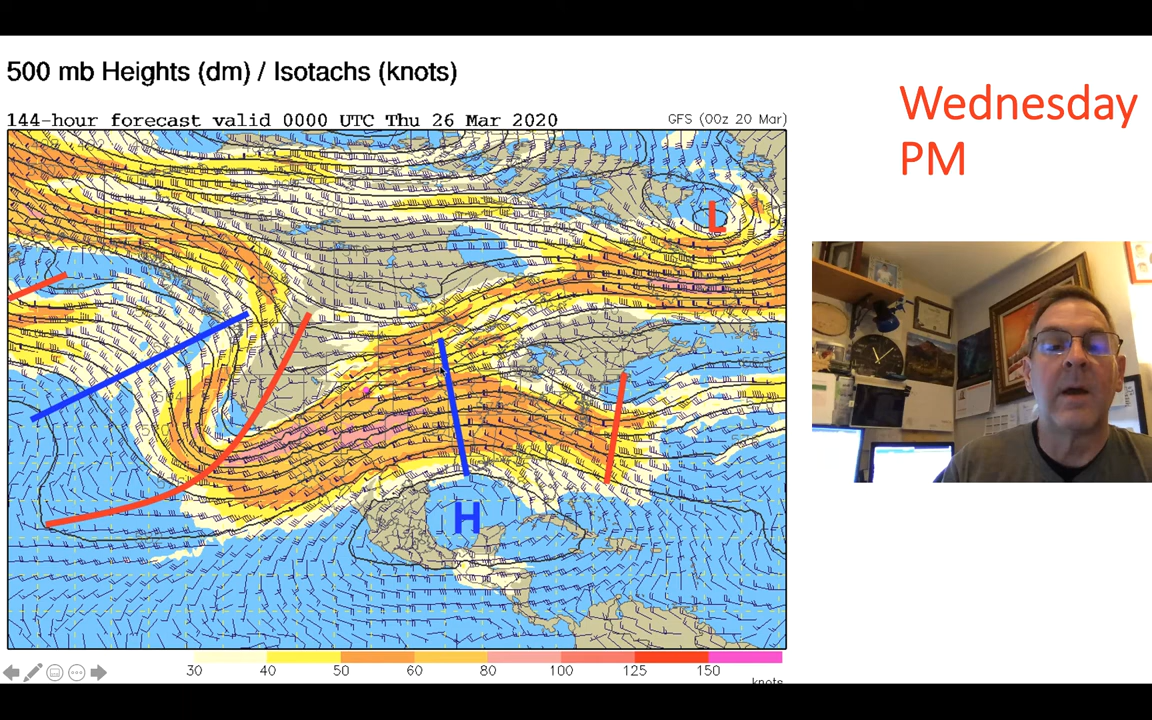 500 mb Heights (dm) / Isotachs (knots)
144-hour forecast valid 0000 UTC Thu 26 Mar 2020
GFS (00z 20 Mar)
Wednesday
PM
L
H
30 40 50 60 80 100 125 150
knots